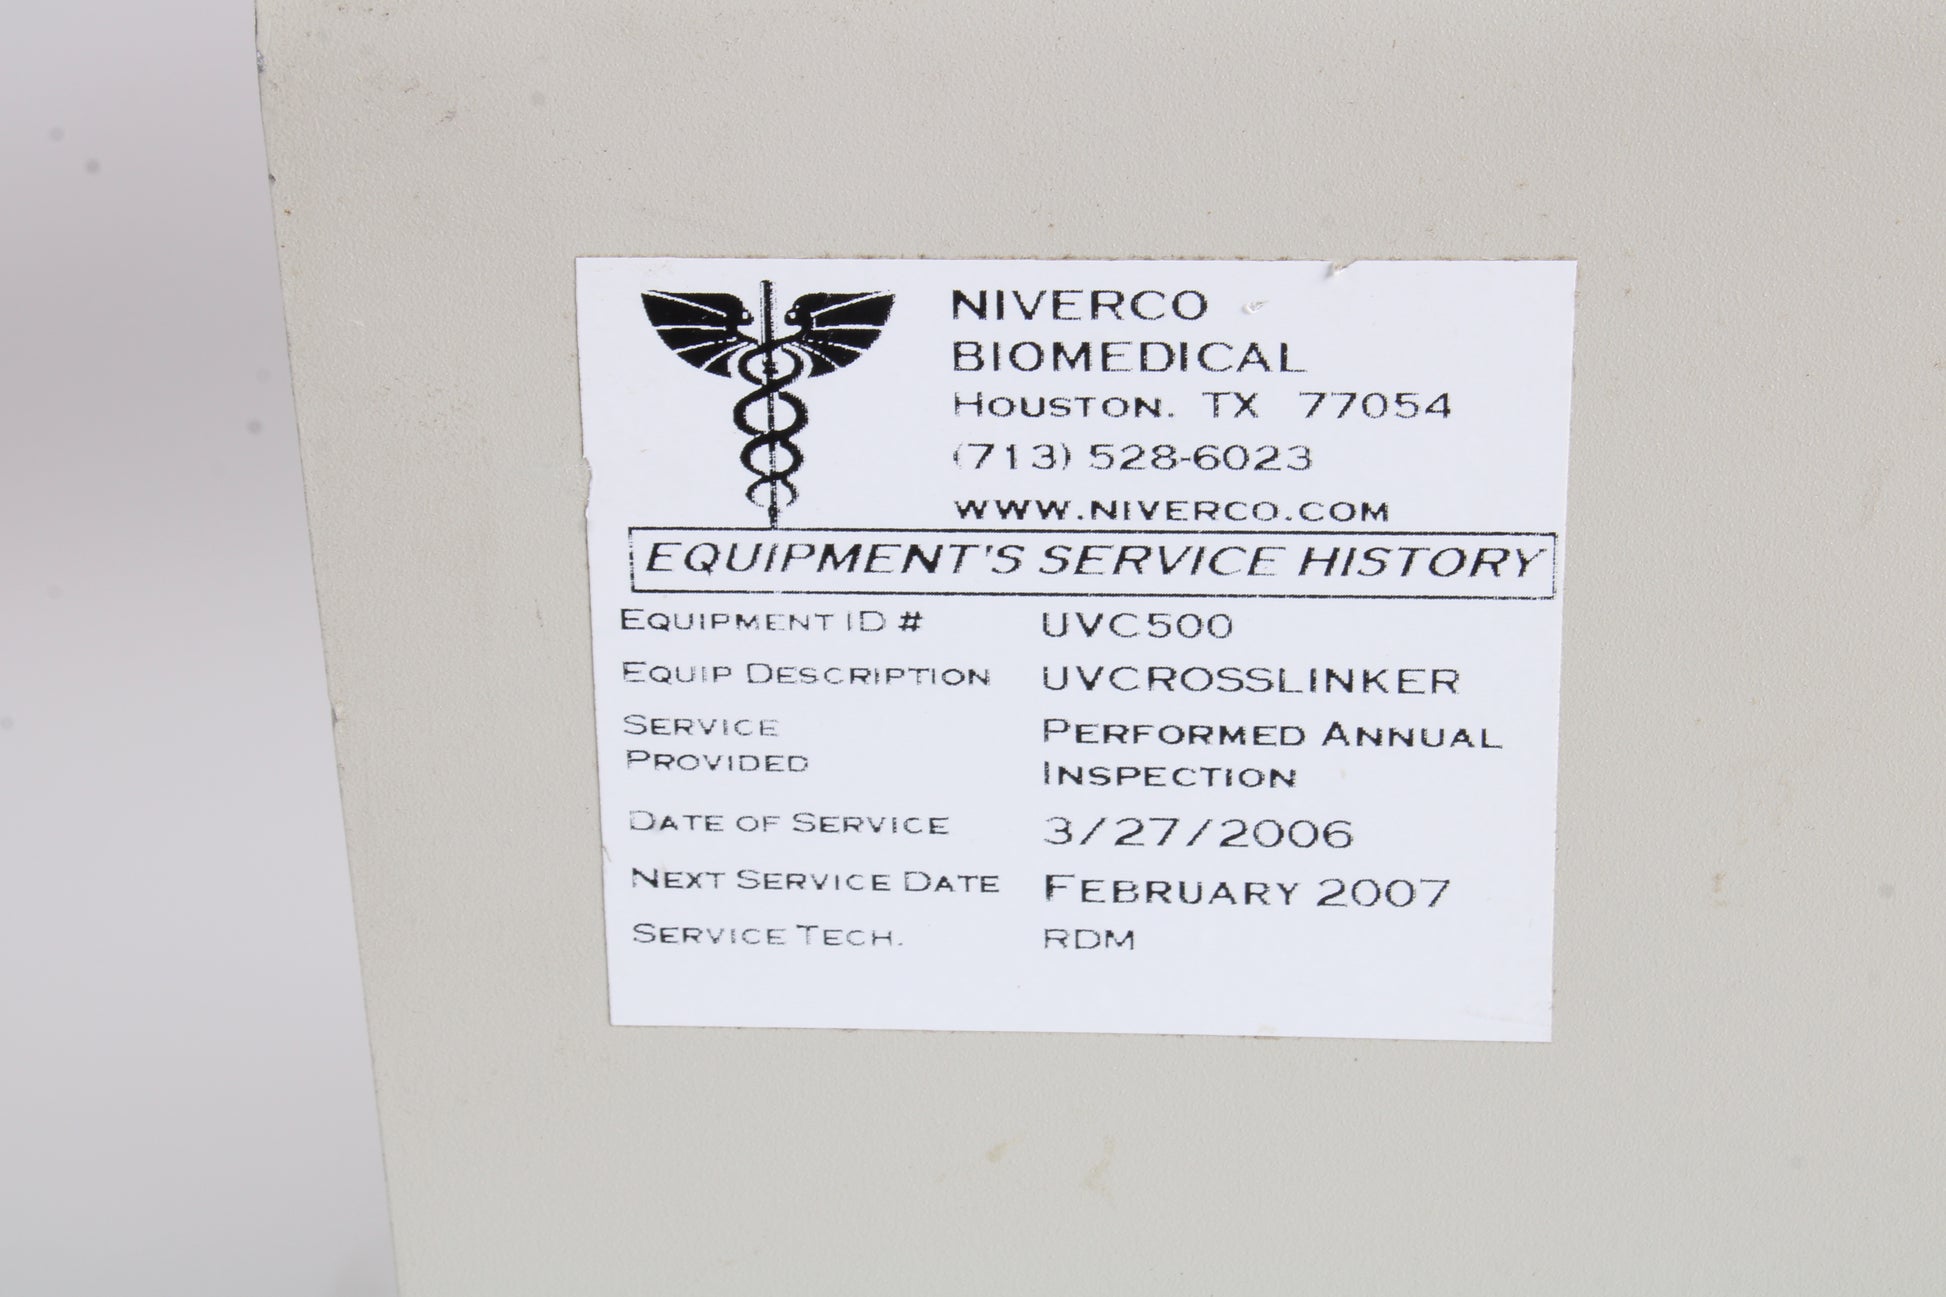 NIVERCO
BIOMEDICAL
HOUSTON. TX 77054
(713) 528-6023
WWW.NIVERCO.COM
EQUIPMENT'S SERVICE HISTORY
EQUIPMENT ID # UVC500
EQUIP DESCRIPTION UVCROSSLINKER
SERVICE PROVIDED PERFORMED ANNUAL INSPECTION
DATE OF SERVICE 3/27/2006
NEXT SERVICE DATE FEBRUARY 2007
SERVICE TECH. RDM